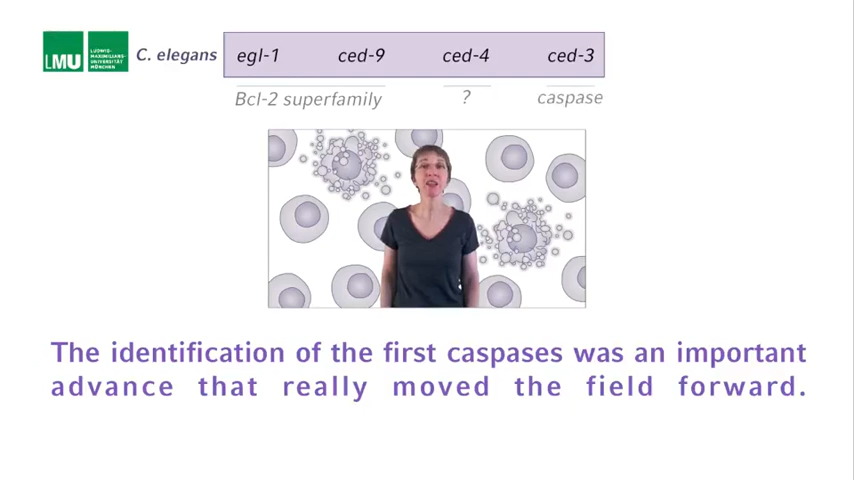 LMU
LUDWIG-
MAXIMILIANS-
UNIVERSITÄT
MÜNCHEN
C. elegans egl-1 ced-9 ced-4 ced-3
Bcl-2 superfamily ? caspase
The identification of the first caspases was an important
advance that really moved the field forward.